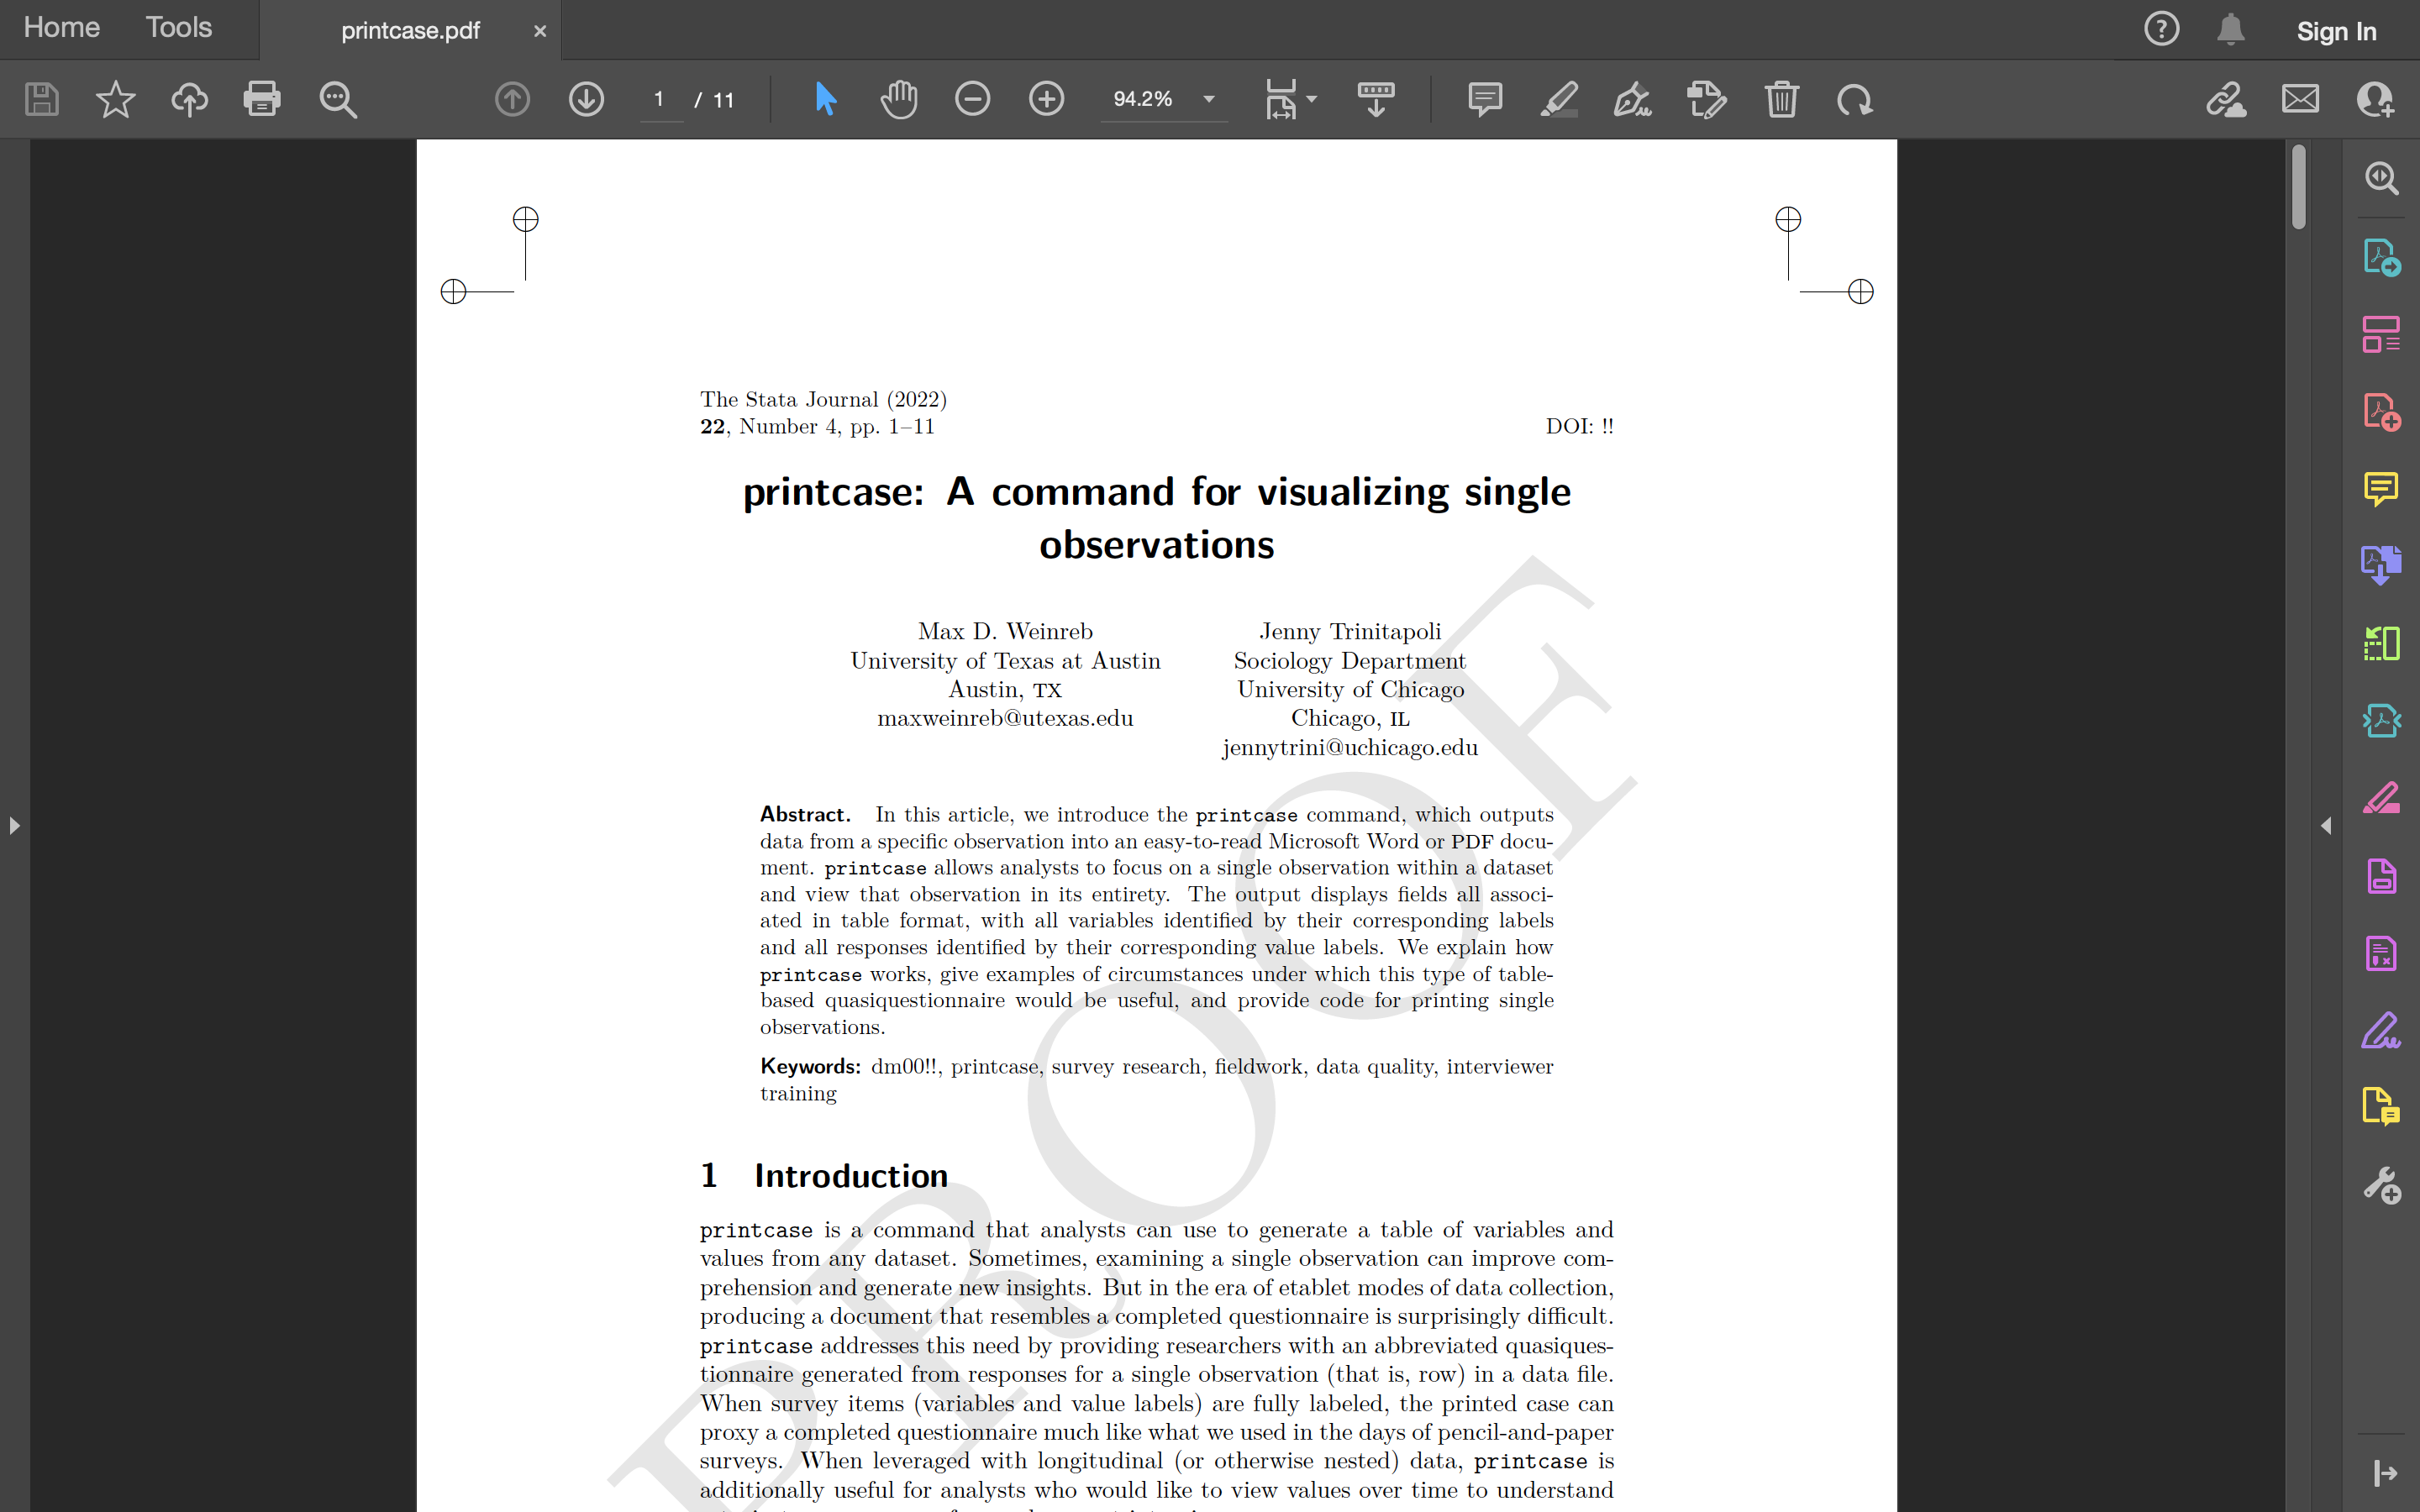 Home Tools printcase.pdf × Sign In
1 / 11 94.2%
The Stata Journal (2022)
22, Number 4, pp. 1–11 DOI: !!
printcase: A command for visualizing single
observations
Max D. Weinreb
University of Texas at Austin
Austin, TX
maxweinreb@utexas.edu
Jenny Trinitapoli
Sociology Department
University of Chicago
Chicago, IL
jennytrini@uchicago.edu
Abstract. In this article, we introduce the printcase command, which outputs
data from a specific observation into an easy-to-read Microsoft Word or PDF docu-
ment. printcase allows analysts to focus on a single observation within a dataset
and view that observation in its entirety. The output displays fields all associ-
ated in table format, with all variables identified by their corresponding labels
and all responses identified by their corresponding value labels. We explain how
printcase works, give examples of circumstances under which this type of table-
based quasiquestionnaire would be useful, and provide code for printing single
observations.
Keywords: dm00!!, printcase, survey research, fieldwork, data quality, interviewer
training
1 Introduction
printcase is a command that analysts can use to generate a table of variables and
values from any dataset. Sometimes, examining a single observation can improve com-
prehension and generate new insights. But in the era of etablet modes of data collection,
producing a document that resembles a completed questionnaire is surprisingly difficult.
printcase addresses this need by providing researchers with an abbreviated quasiques-
tionnaire generated from responses for a single observation (that is, row) in a data file.
When survey items (variables and value labels) are fully labeled, the printed case can
proxy a completed questionnaire much like what we used in the days of pencil-and-paper
surveys. When leveraged with longitudinal (or otherwise nested) data, printcase is
additionally useful for analysts who would like to view values over time to understand
PROOF